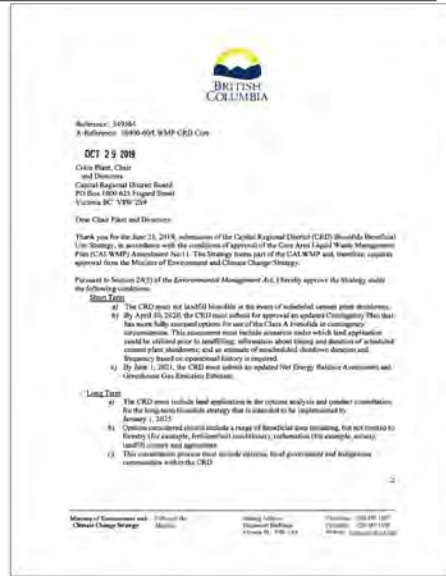 BRITISH
COLUMBIA
Reference: 349384
OCT 29 2019
Colin Plant, Chair
and Directors
Capital Regional District Board
PO Box 1000 625 Fisgard Street
Victoria BC V8W 2S6
Dear Chair Plant and Directors:
Thank you for the June 21, 2019, submission of the Capital Regional District (CRD) Biosolids Beneficial
Use Strategy, in accordance with the conditions of approval of the Core Area Liquid Waste Management
Plan (CALWMP) Amendment No.11. The Strategy forms part of the CALWMP and, therefore, requires
approval from the Minister of Environment and Climate Change Strategy.
Pursuant to Section 24(5) of the Environmental Management Act, I hereby approve the Strategy under
the following conditions:
Short Term
a) The CRD must not landfill biosolids in the event of scheduled cement plant shutdowns.
b) By April 30, 2020, the CRD must submit for approval an updated Contingency Plan that
has more fully assessed options for use of the Class A biosolids in contingency
circumstances. This assessment must include scenarios under which land application
could be utilized prior to landfilling; information about timing and duration of scheduled
cement plant shutdowns; and an estimate of unscheduled shutdown duration and
frequency based on operational history is required.
c) By June 1, 2021, the CRD must submit an updated Net Energy Balance Assessment and
Greenhouse Gas Emission Estimate.
Long Term
a) The CRD must include land application in the options analysis and conduct consultation
for the long-term biosolids strategy that is intended to be implemented by
January 1, 2025
b) Options considered should include a range of beneficial uses including, but not limited to
forestry (for example, fertilizer/soil conditioner); reclamation (for example, mines);
landfill cover and agriculture.
c) This consultation process must include citizens, local government and Indigenous
communities within the CRD
Ministry of Environment and Office of the Mailing Address:
Climate Change Strategy Minister Parliament Buildings